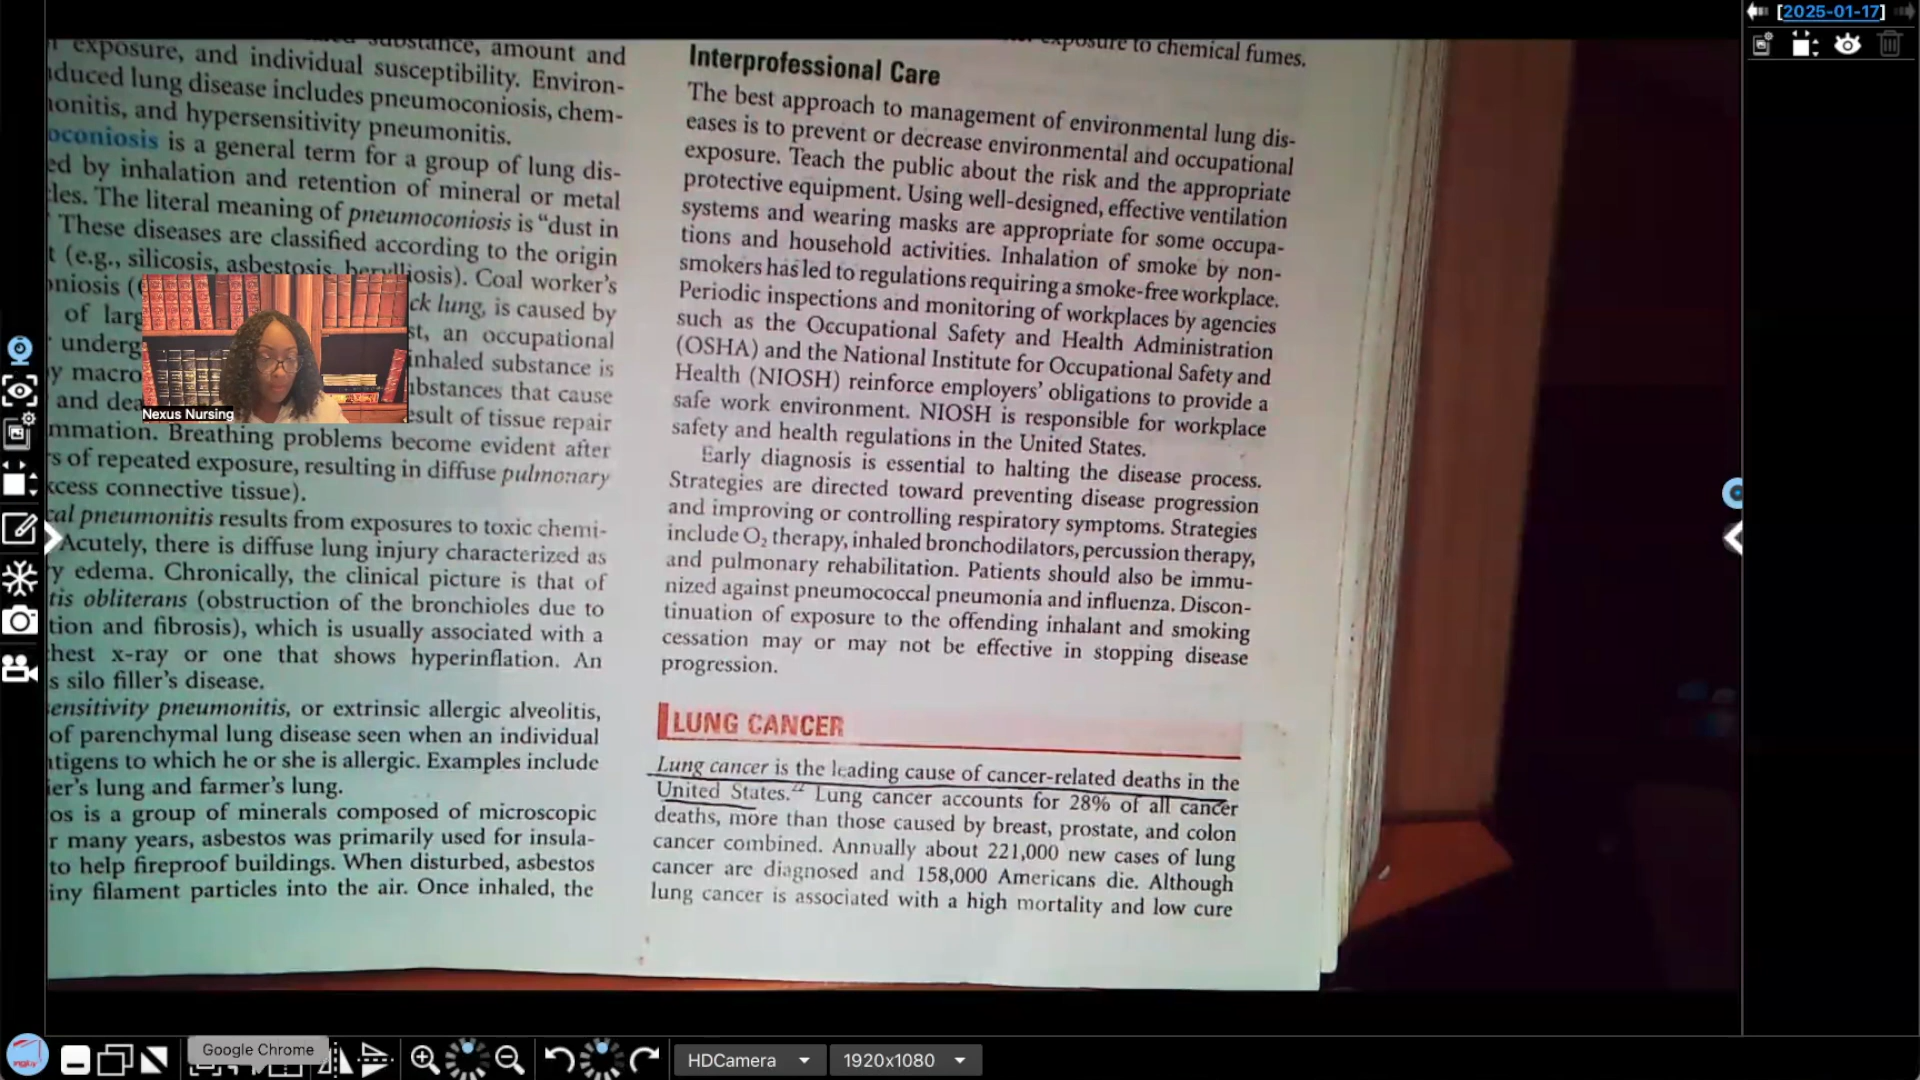 [2025-01-17]
substance, amount and
exposure, and individual susceptibility. Environ-
duced lung disease includes pneumoconiosis, chem-
onitis, and hypersensitivity pneumonitis.
oconiosis is a general term for a group of lung dis-
ed by inhalation and retention of mineral or metal
les. The literal meaning of pneumoconiosis is “dust in
These diseases are classified according to the origin
t (e.g., silicosis, asbestosis, berylliosis). Coal worker's
oniosis (
ck lung, is caused by
of larg
st, an occupational
underg
inhaled substance is
y macro
ubstances that cause
and dea
esult of tissue repair
mmation. Breathing problems become evident after
s of repeated exposure, resulting in diffuse pulmonary
xcess connective tissue).
cal pneumonitis results from exposures to toxic chemi-
Acutely, there is diffuse lung injury characterized as
y edema. Chronically, the clinical picture is that of
tis obliterans (obstruction of the bronchioles due to
tion and fibrosis), which is usually associated with a
hest x-ray or one that shows hyperinflation. An
s silo filler's disease.
ensitivity pneumonitis, or extrinsic allergic alveolitis,
of parenchymal lung disease seen when an individual
tigens to which he or she is allergic. Examples include
er's lung and farmer's lung.
os is a group of minerals composed of microscopic
r many years, asbestos was primarily used for insula-
to help fireproof buildings. When disturbed, asbestos
iny filament particles into the air. Once inhaled, the
Nexus Nursing
exposure to chemical fumes.
Interprofessional Care
The best approach to management of environmental lung dis-
eases is to prevent or decrease environmental and occupational
exposure. Teach the public about the risk and the appropriate
protective equipment. Using well-designed, effective ventilation
systems and wearing masks are appropriate for some occupa-
tions and household activities. Inhalation of smoke by non-
smokers has led to regulations requiring a smoke-free workplace.
Periodic inspections and monitoring of workplaces by agencies
such as the Occupational Safety and Health Administration
(OSHA) and the National Institute for Occupational Safety and
Health (NIOSH) reinforce employers' obligations to provide a
safe work environment. NIOSH is responsible for workplace
safety and health regulations in the United States.
Early diagnosis is essential to halting the disease process.
Strategies are directed toward preventing disease progression
and improving or controlling respiratory symptoms. Strategies
include O₂ therapy, inhaled bronchodilators, percussion therapy,
and pulmonary rehabilitation. Patients should also be immu-
nized against pneumococcal pneumonia and influenza. Discon-
tinuation of exposure to the offending inhalant and smoking
cessation may or may not be effective in stopping disease
progression.
LUNG CANCER
Lung cancer is the leading cause of cancer-related deaths in the
United States.²² Lung cancer accounts for 28% of all cancer
deaths, more than those caused by breast, prostate, and colon
cancer combined. Annually about 221,000 new cases of lung
cancer are diagnosed and 158,000 Americans die. Although
lung cancer is associated with a high mortality and low cure
Google Chrome
HDCamera
1920x1080